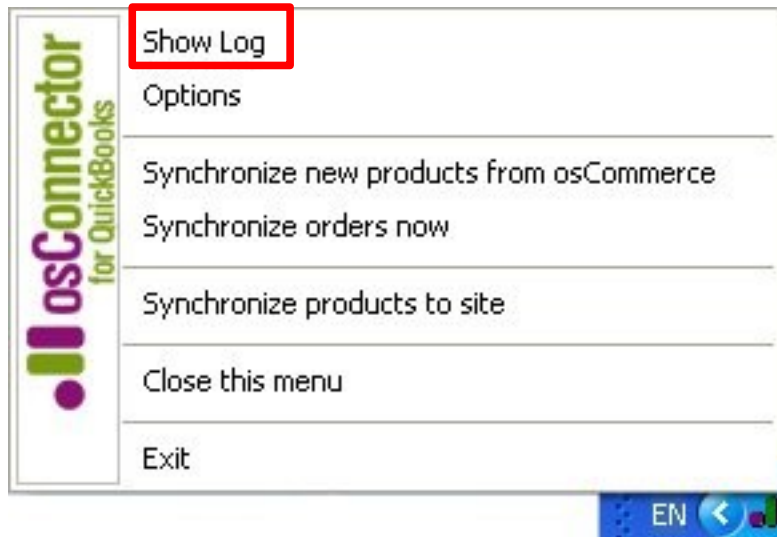 osConnector
for QuickBooks
Show Log
Options
Synchronize new products from osCommerce
Synchronize orders now
Synchronize products to site
Close this menu
Exit
EN